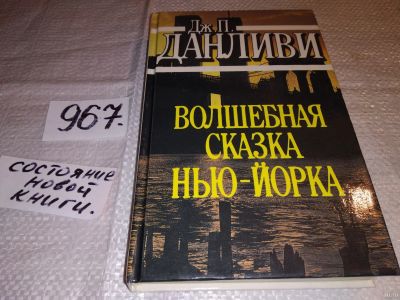 Дж П.
ДАНЛИВИ
ВОЛШЕБНАЯ
СКАЗКА
НЬЮ-ЙОРКА
967.
состояние
новой
книги.